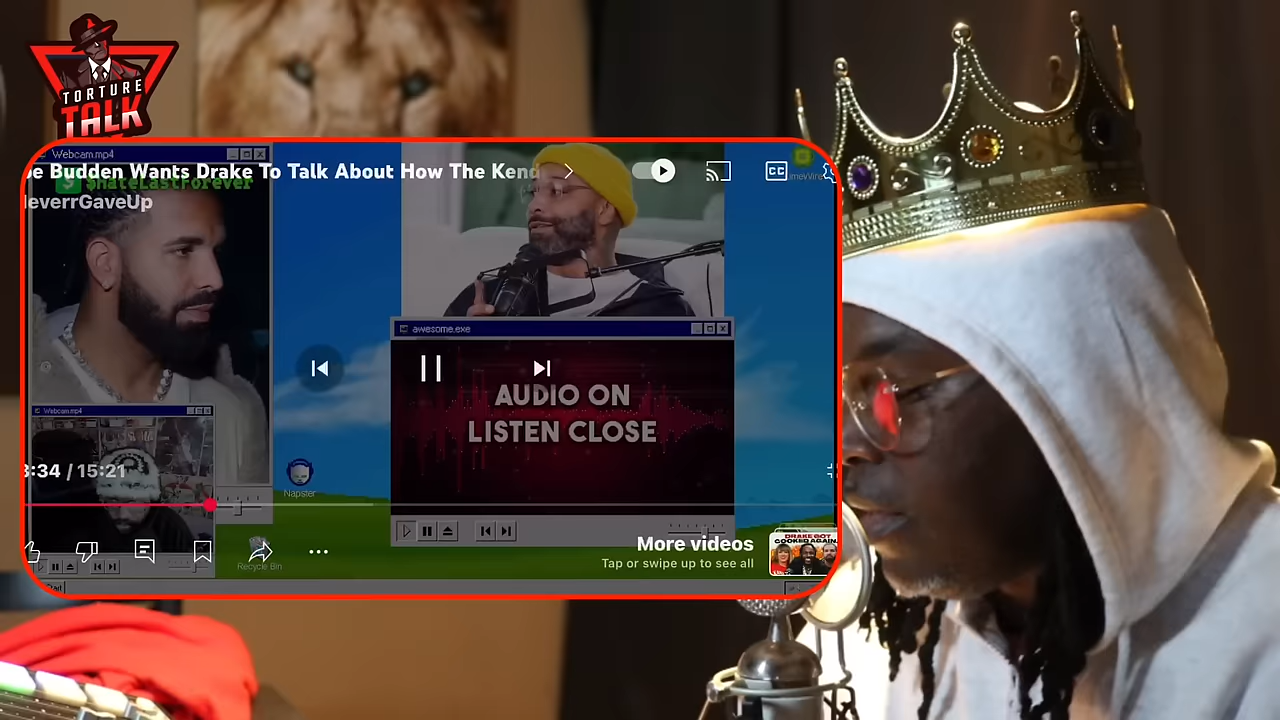 TORTURE
TALK
Webcam.mp4
be Budden Wants Drake To Talk About How The Kend
CC
$hateLastForever
leverrGaveUp
awesome.exe
AUDIO ON
LISTEN CLOSE
Webcam.mp4
3:34 / 15:21
Napster
More videos
Tap or swipe up to see all
DRAKE GOT
COOKED AGAIN
Recycle Bin